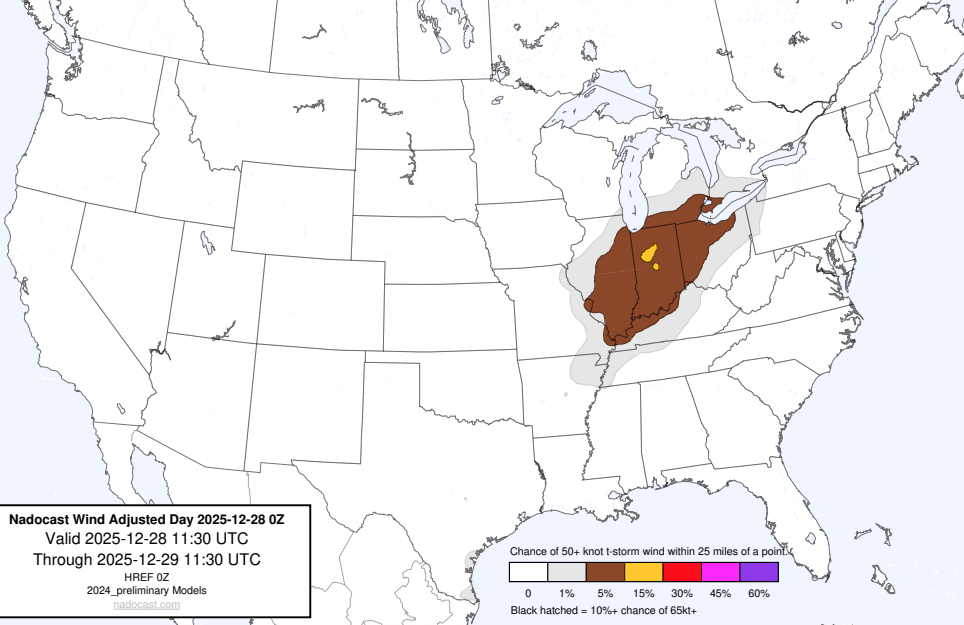 Nadocast Wind Adjusted Day 2025-12-28 0Z
Valid 2025-12-28 11:30 UTC
Through 2025-12-29 11:30 UTC
HREF 0Z
2024_preliminary Models
nadocast.com
Chance of 50+ knot t-storm wind within 25 miles of a point.
0 1% 5% 15% 30% 45% 60%
Black hatched = 10%+ chance of 65kt+